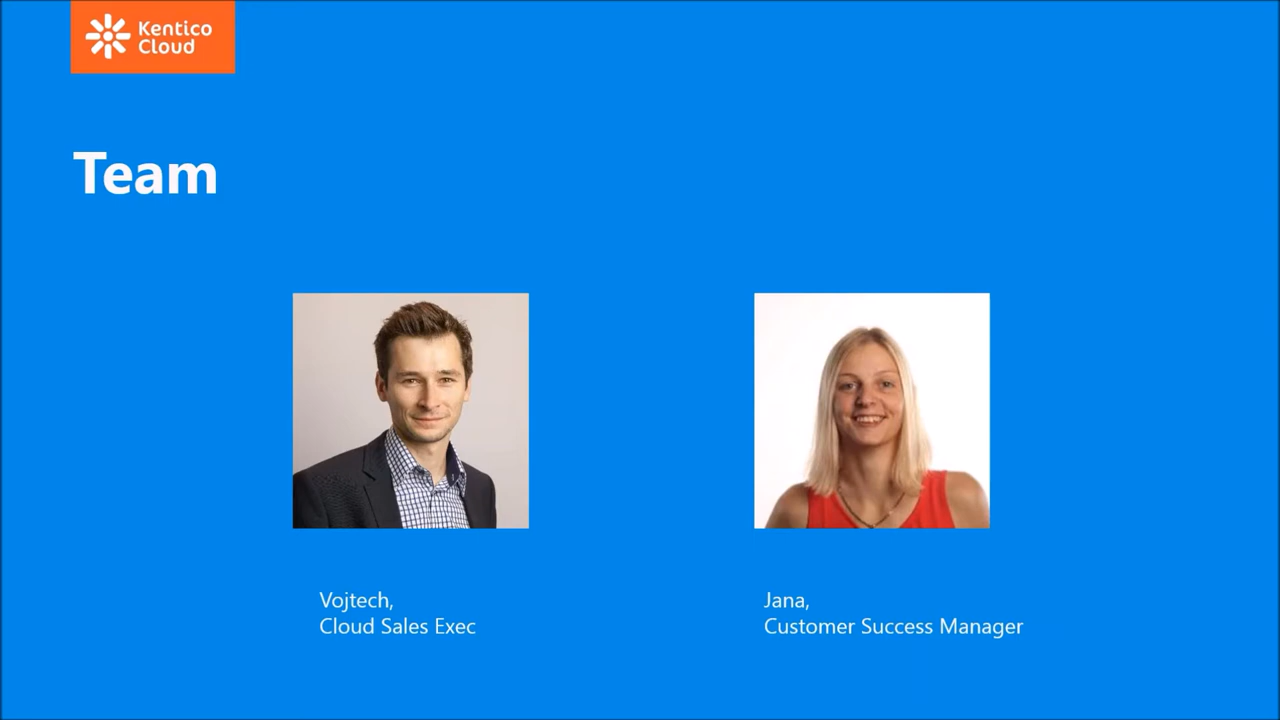 Kentico
Cloud
Team
Vojtech,
Cloud Sales Exec
Jana,
Customer Success Manager